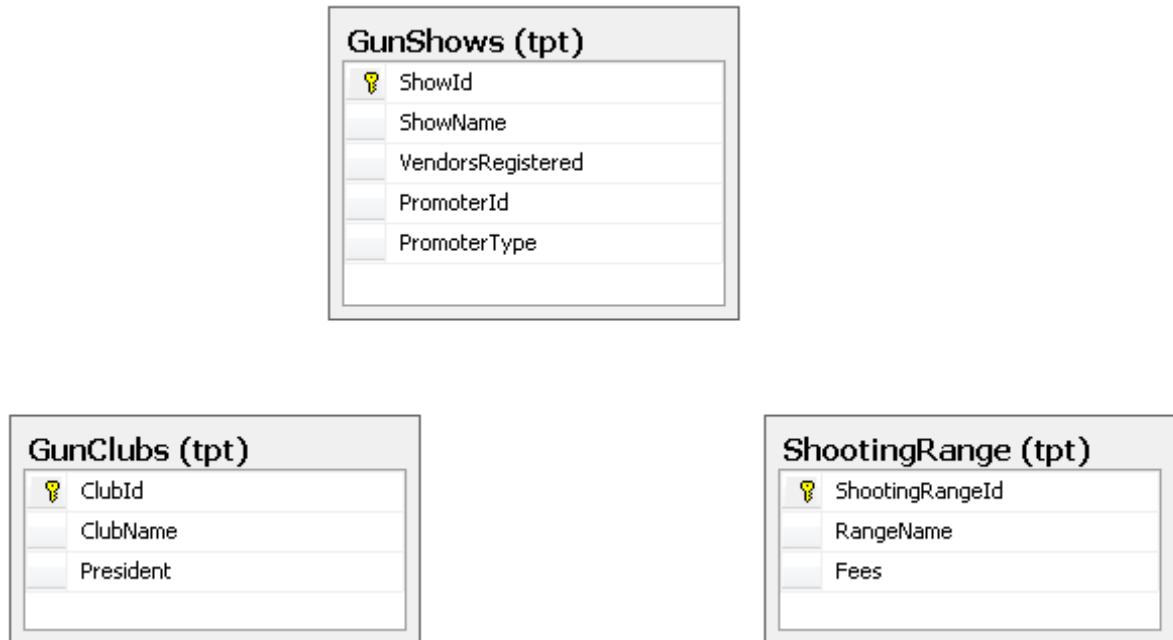 GunShows (tpt)
ShowId
ShowName
VendorsRegistered
PromoterId
PromoterType
GunClubs (tpt)
ClubId
ClubName
President
ShootingRange (tpt)
ShootingRangeId
RangeName
Fees